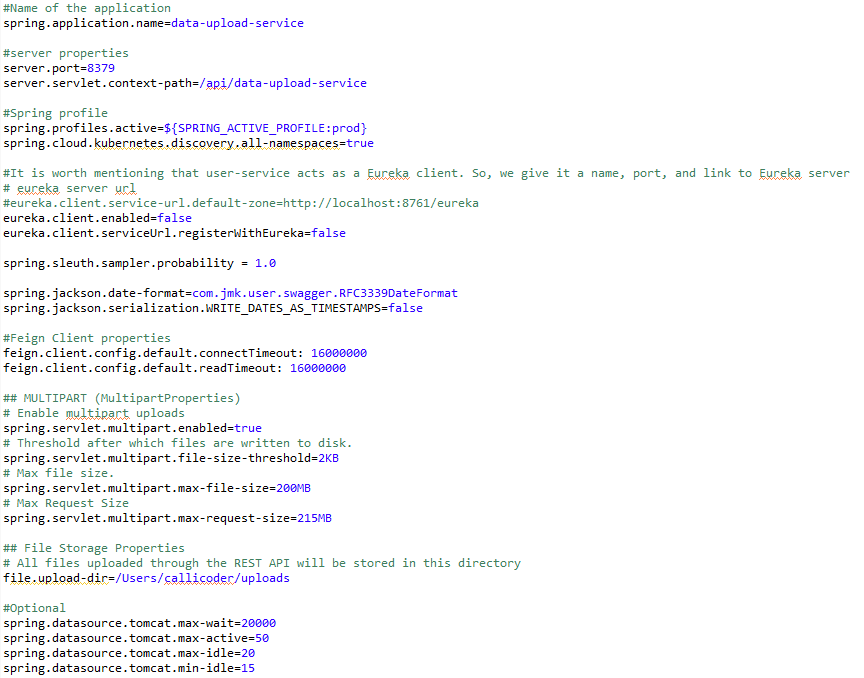 #Name of the application
spring.application.name=data-upload-service
#server properties
server.port=8379
server.servlet.context-path=/api/data-upload-service
#Spring profile
spring.profiles.active=${SPRING_ACTIVE_PROFILE:prod}
spring.cloud.kubernetes.discovery.all-namespaces=true
#It is worth mentioning that user-service acts as a Eureka client. So, we give it a name, port, and link to Eureka server
# eureka server url
#eureka.client.service-url.default-zone=http://localhost:8761/eureka
eureka.client.enabled=false
eureka.client.serviceUrl.registerWithEureka=false
spring.sleuth.sampler.probability = 1.0
spring.jackson.date-format=com.jmk.user.swagger.RFC3339DateFormat
spring.jackson.serialization.WRITE_DATES_AS_TIMESTAMPS=false
#Feign Client properties
feign.client.config.default.connectTimeout: 16000000
feign.client.config.default.readTimeout: 16000000
## MULTIPART (MultipartProperties)
# Enable multipart uploads
spring.servlet.multipart.enabled=true
# Threshold after which files are written to disk.
spring.servlet.multipart.file-size-threshold=2KB
# Max file size.
spring.servlet.multipart.max-file-size=200MB
# Max Request Size
spring.servlet.multipart.max-request-size=215MB
## File Storage Properties
# All files uploaded through the REST API will be stored in this directory
file.upload-dir=/Users/callicoder/uploads
#Optional
spring.datasource.tomcat.max-wait=20000
spring.datasource.tomcat.max-active=50
spring.datasource.tomcat.max-idle=20
spring.datasource.tomcat.min-idle=15